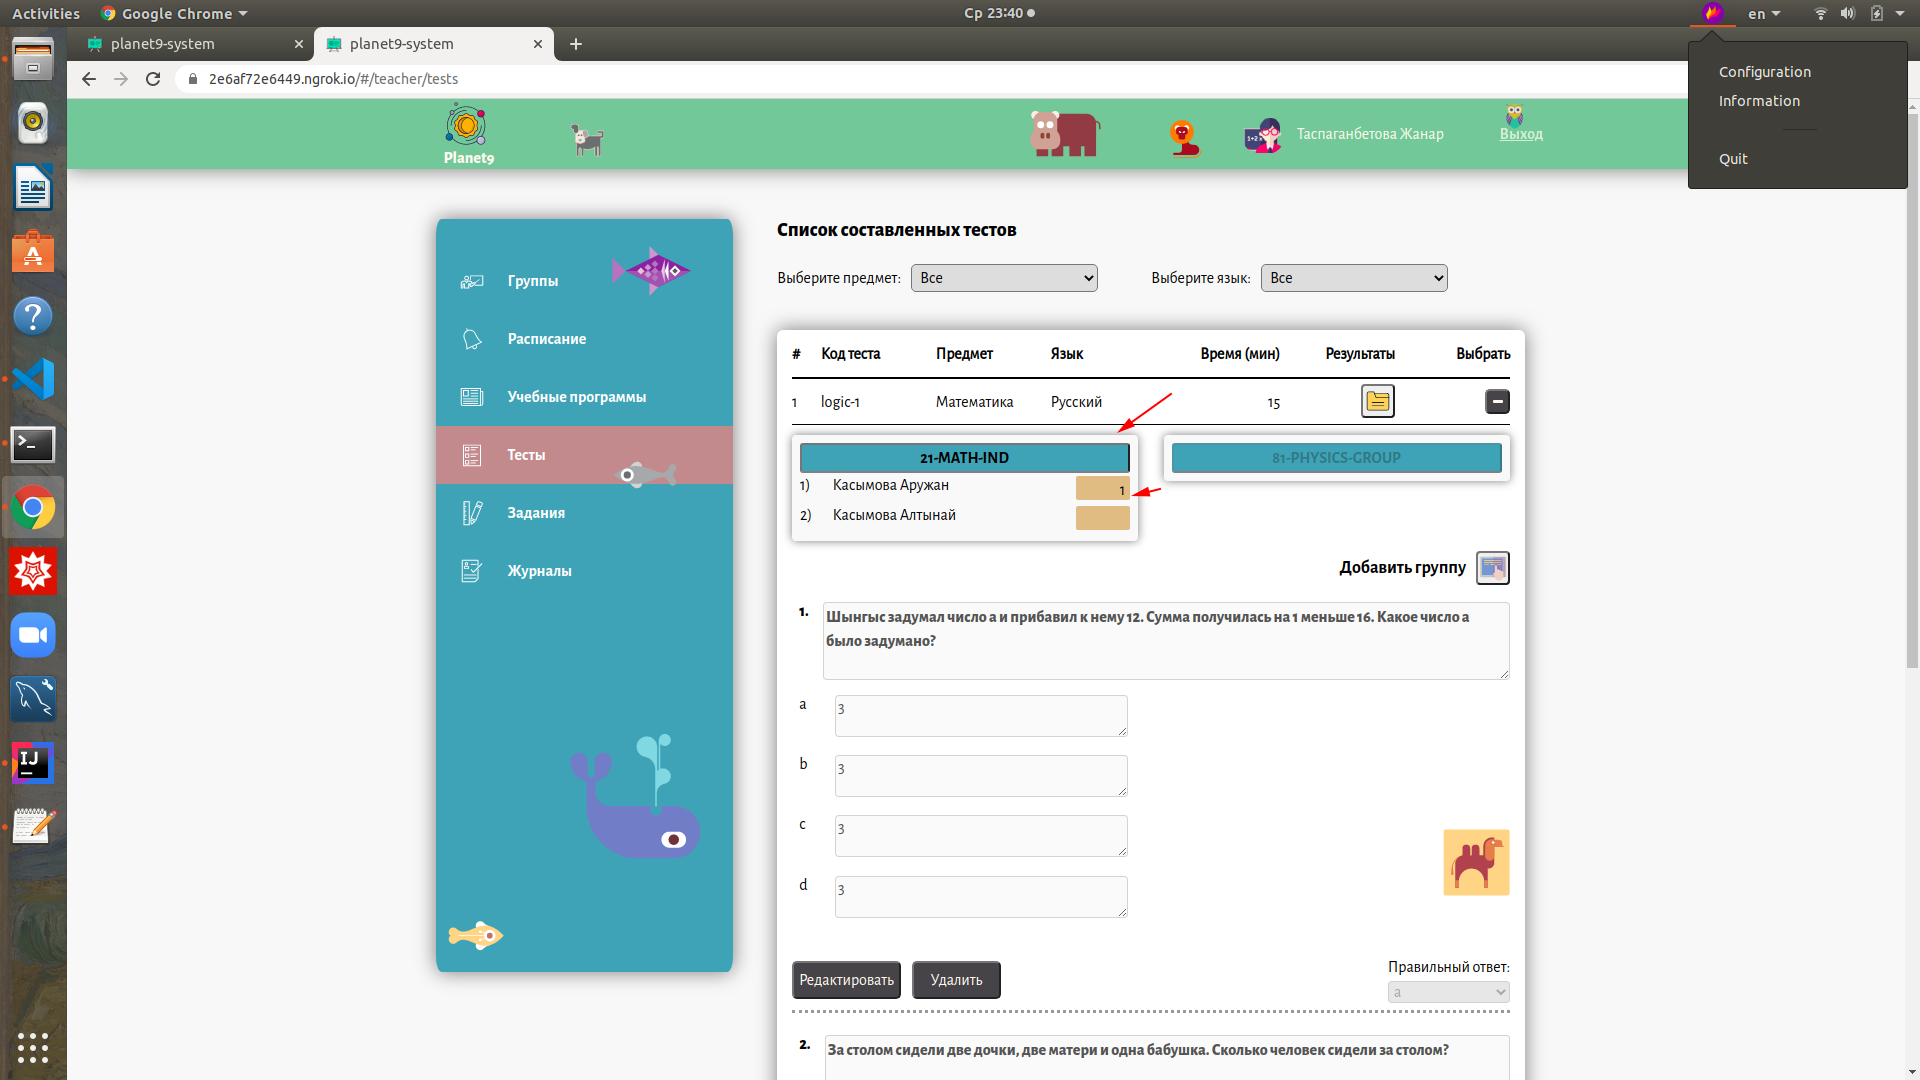 Activities
Google Chrome
Ср 23:40
en
planet9-system
planet9-system
2e6af72e6449.ngrok.io/#/teacher/tests
Configuration
Information
Quit
Planet9
1+2
Таспаганбетова Жанар
Выход
Группы
Расписание
Учебные программы
Тесты
Задания
Журналы
Список составленных тестов
Выберите предмет:
Все
Выберите язык:
Все
# Код теста Предмет Язык Время (мин) Результаты Выбрать
1 logic-1 Математика Русский 15
21-MATH-IND
81-PHYSICS-GROUP
1) Касымова Аружан 1
2) Касымова Алтынай
Добавить группу
1. Шынгыс задумал число a и прибавил к нему 12. Сумма получилась на 1 меньше 16. Какое число a
было задумано?
a 3
b 3
c 3
d 3
Редактировать
Удалить
Правильный ответ:
a
2. За столом сидели две дочки, две матери и одна бабушка. Сколько человек сидели за столом?
IJ